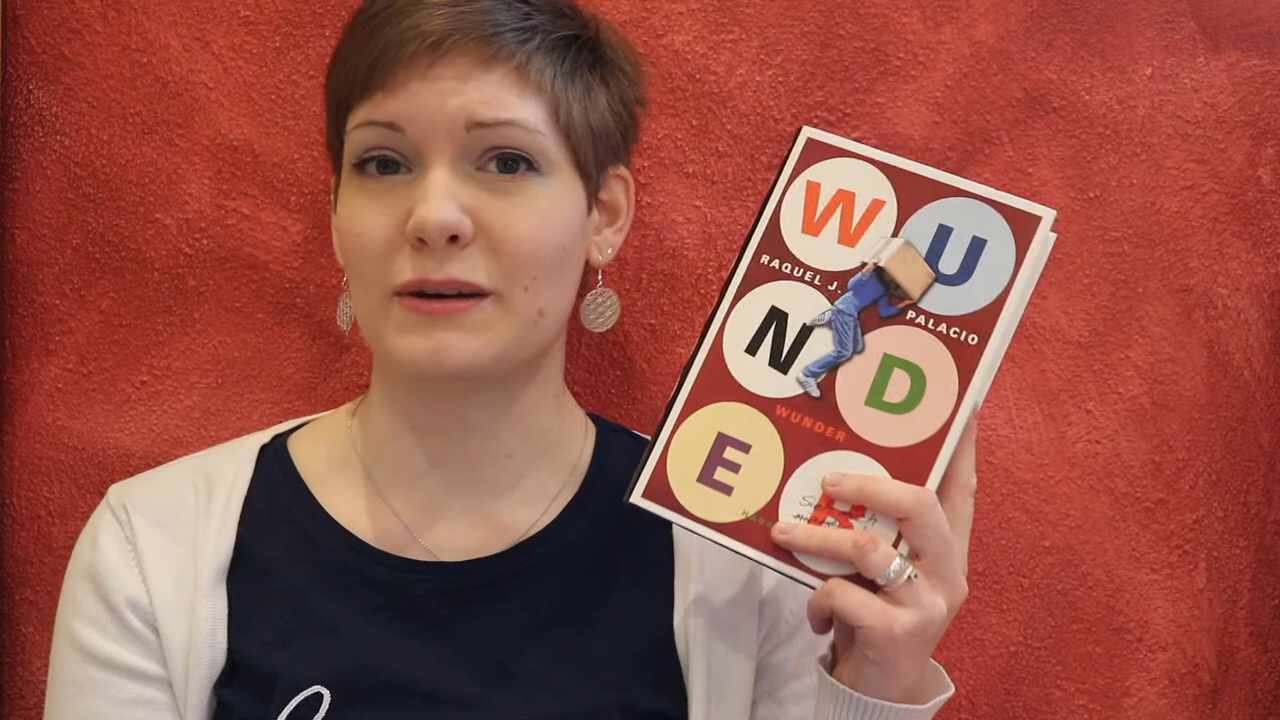 W U
RAQUEL J.
PALACIO
N D
WUNDER
E R